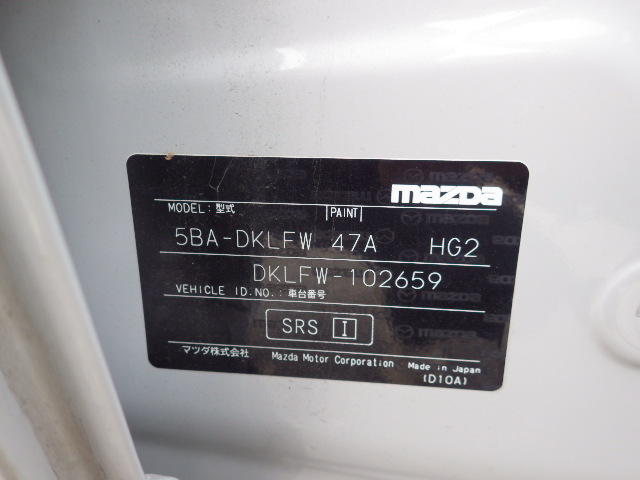 mazda
MODEL: 型式 PAINT
5BA-DKLFW 47A HG2
DKLFW-102659
VEHICLE ID.NO.: 車台番号
SRS I
マツダ株式会社 Mazda Motor Corporation Made in Japan
(D10A)